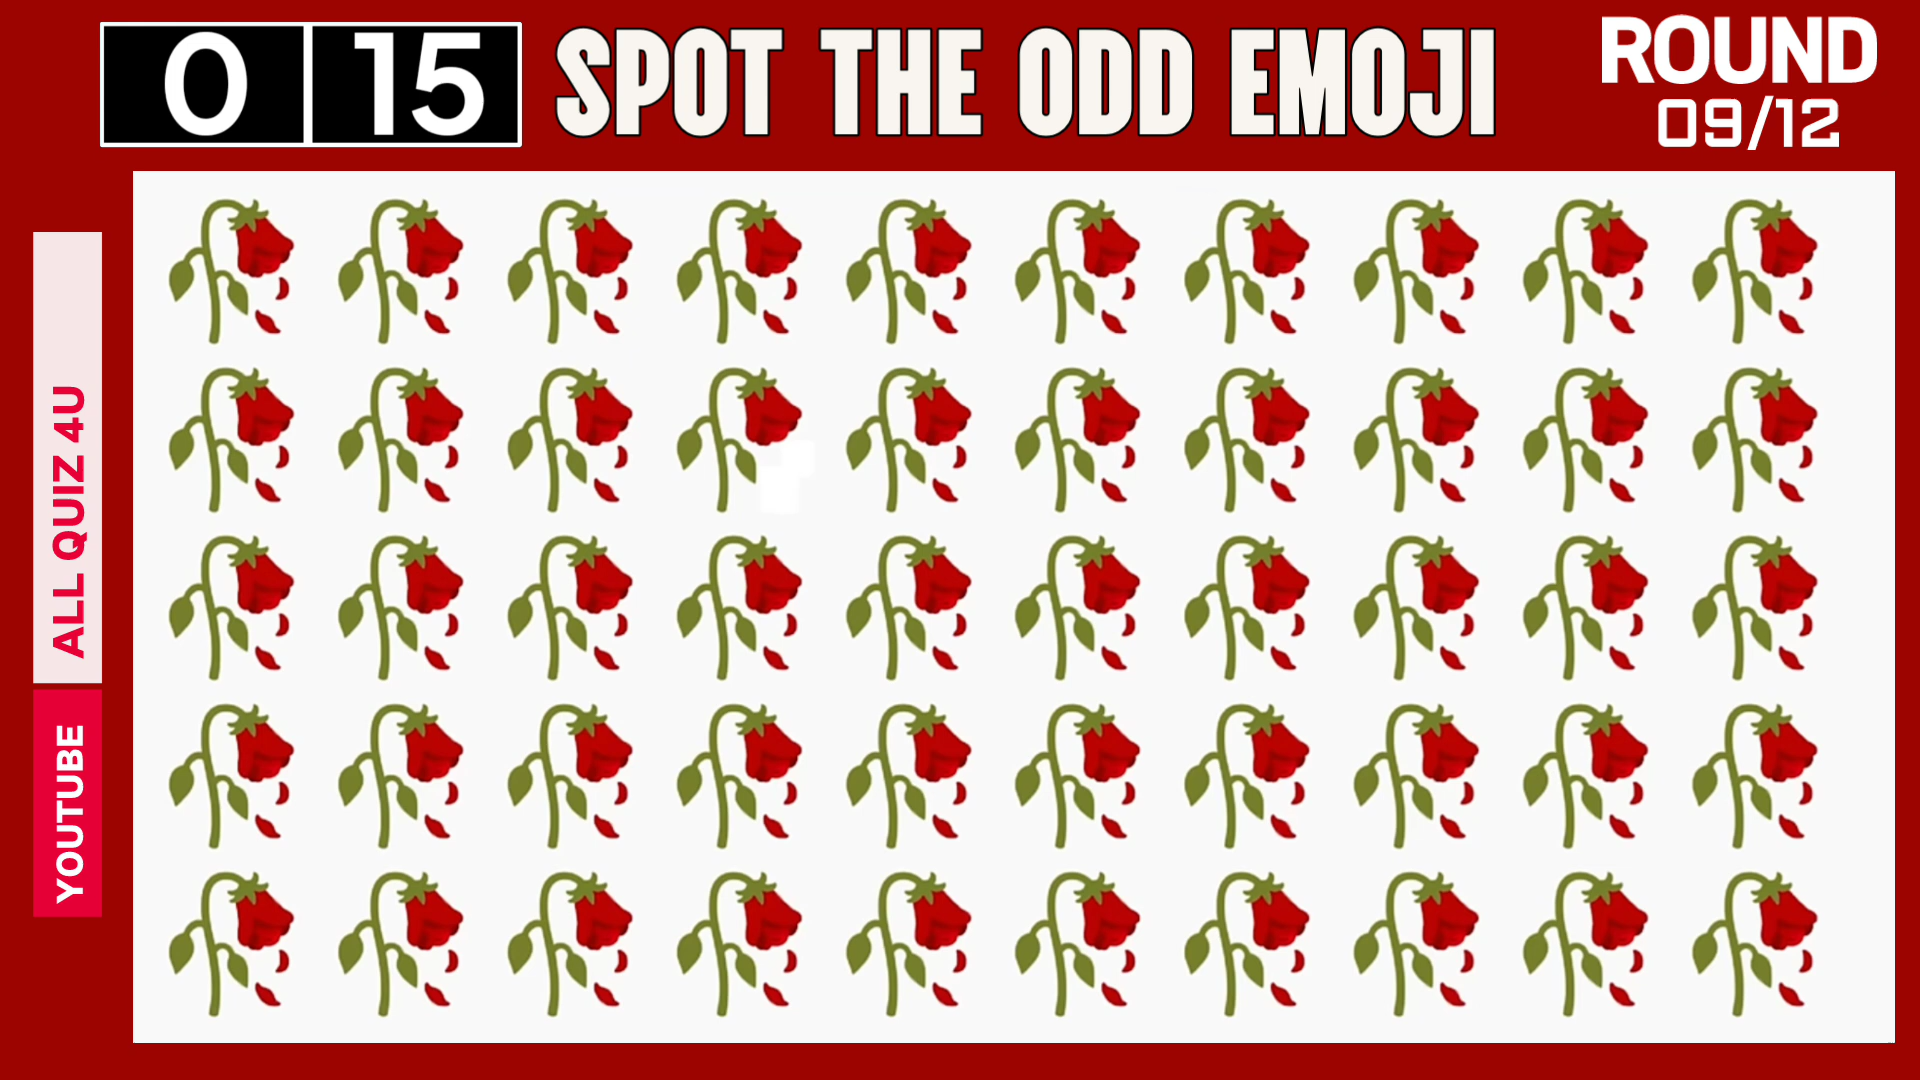 0 15
SPOT THE ODD EMOJI
ROUND
09/12
ALL QUIZ 4U
YOUTUBE